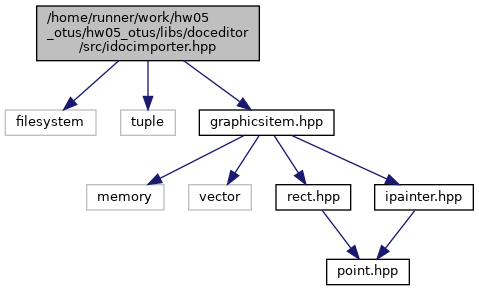 /home/runner/work/hw05
_otus/hw05_otus/libs/doceditor
/src/idocimporter.hpp
filesystem
tuple
graphicsitem.hpp
memory
vector
rect.hpp
ipainter.hpp
point.hpp